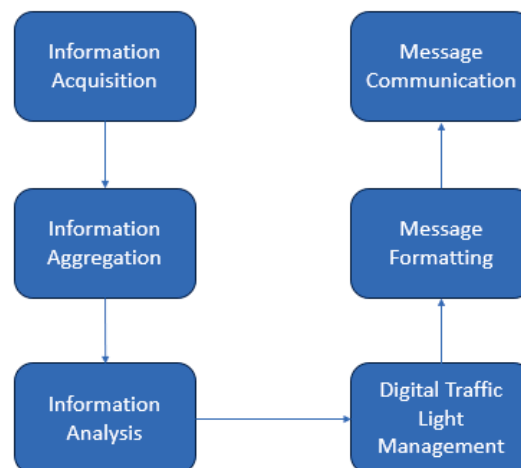 Information
Acquisition
Information
Aggregation
Information
Analysis
Digital Traffic
Light
Management
Message
Formatting
Message
Communication